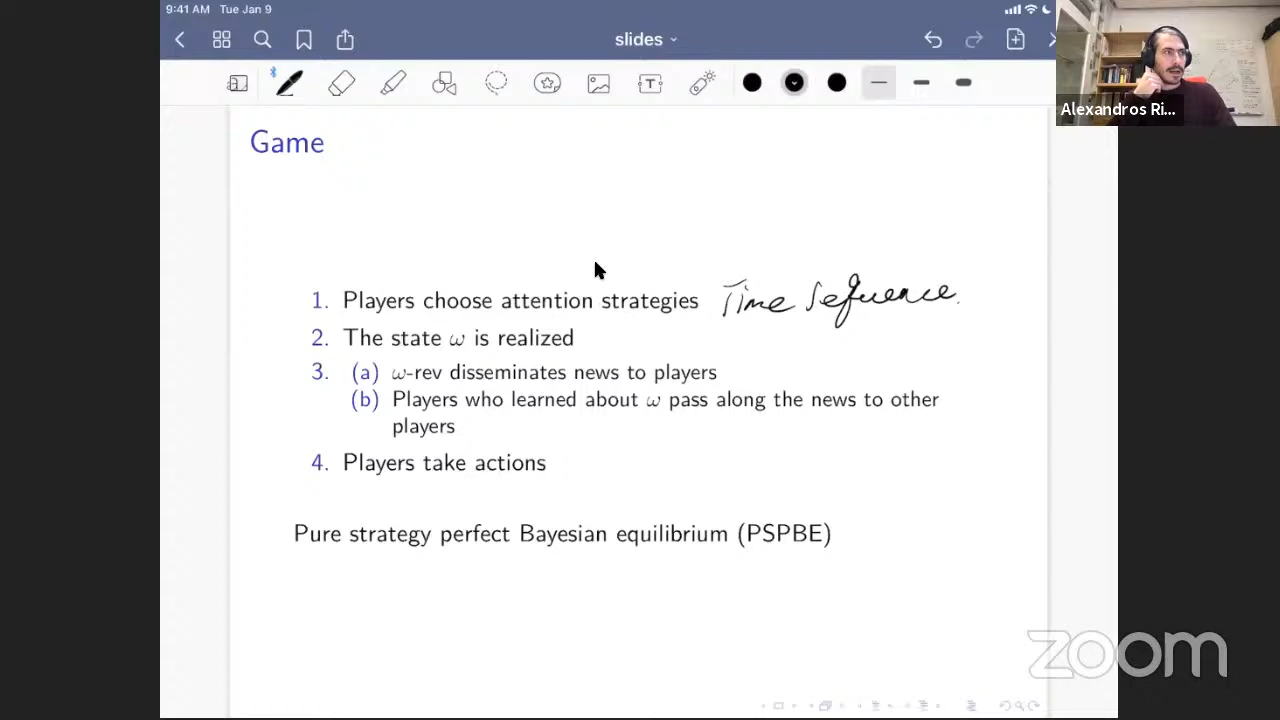 9:41 AM Tue Jan 9
slides
Alexandros Ri...
Game
1. Players choose attention strategies Time Sequence.
2. The state ω is realized
3. (a) ω-rev disseminates news to players
(b) Players who learned about ω pass along the news to other
players
4. Players take actions
Pure strategy perfect Bayesian equilibrium (PSPBE)
zoom